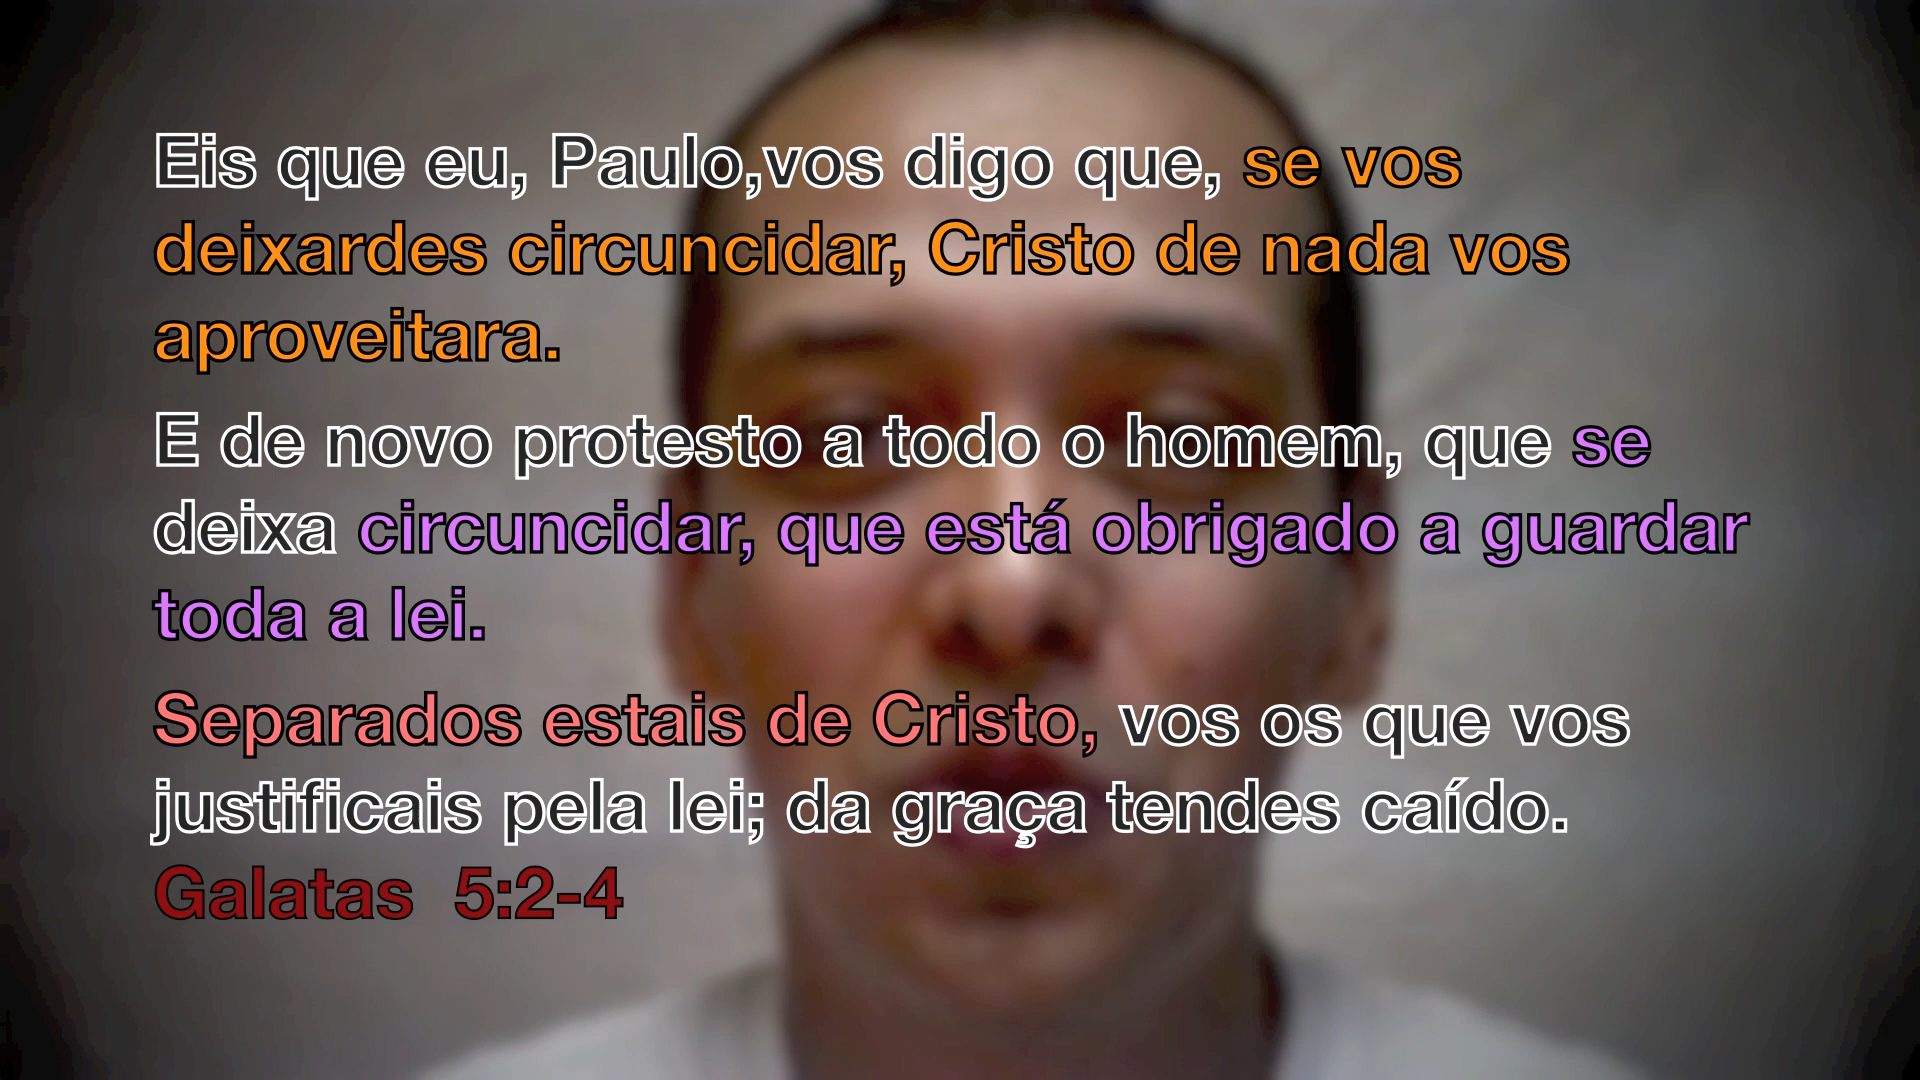 Eis que eu, Paulo,vos digo que, se vos
deixardes circuncidar, Cristo de nada vos
aproveitara.
E de novo protesto a todo o homem, que se
deixa circuncidar, que está obrigado a guardar
toda a lei.
Separados estais de Cristo, vos os que vos
justificais pela lei; da graça tendes caído.
Galatas  5:2-4